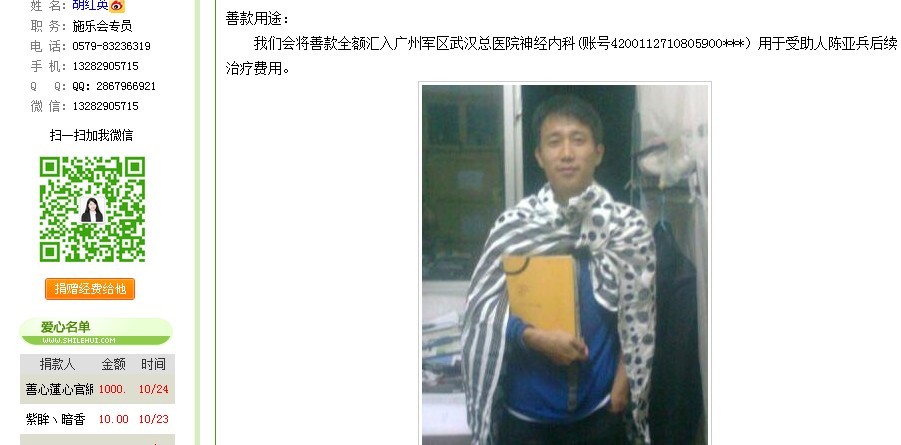 姓 名：胡红英
职 务：施乐会专员
电 话：0579-83236319
手 机：13282905715
Q Q：QQ：2867966921
微 信：13282905715
扫一扫加我微信
捐赠经费给他
爱心名单
WWW.SHILEHUI.COM
捐款人 金额 时间
善心蓮心官網 1000. 10/24
紫眸丶暗香 10.00 10/23
善款用途：
我们会将善款全额汇入广州军区武汉总医院神经内科(账号4200112710805900***）用于受助人陈亚兵后续
治疗费用。